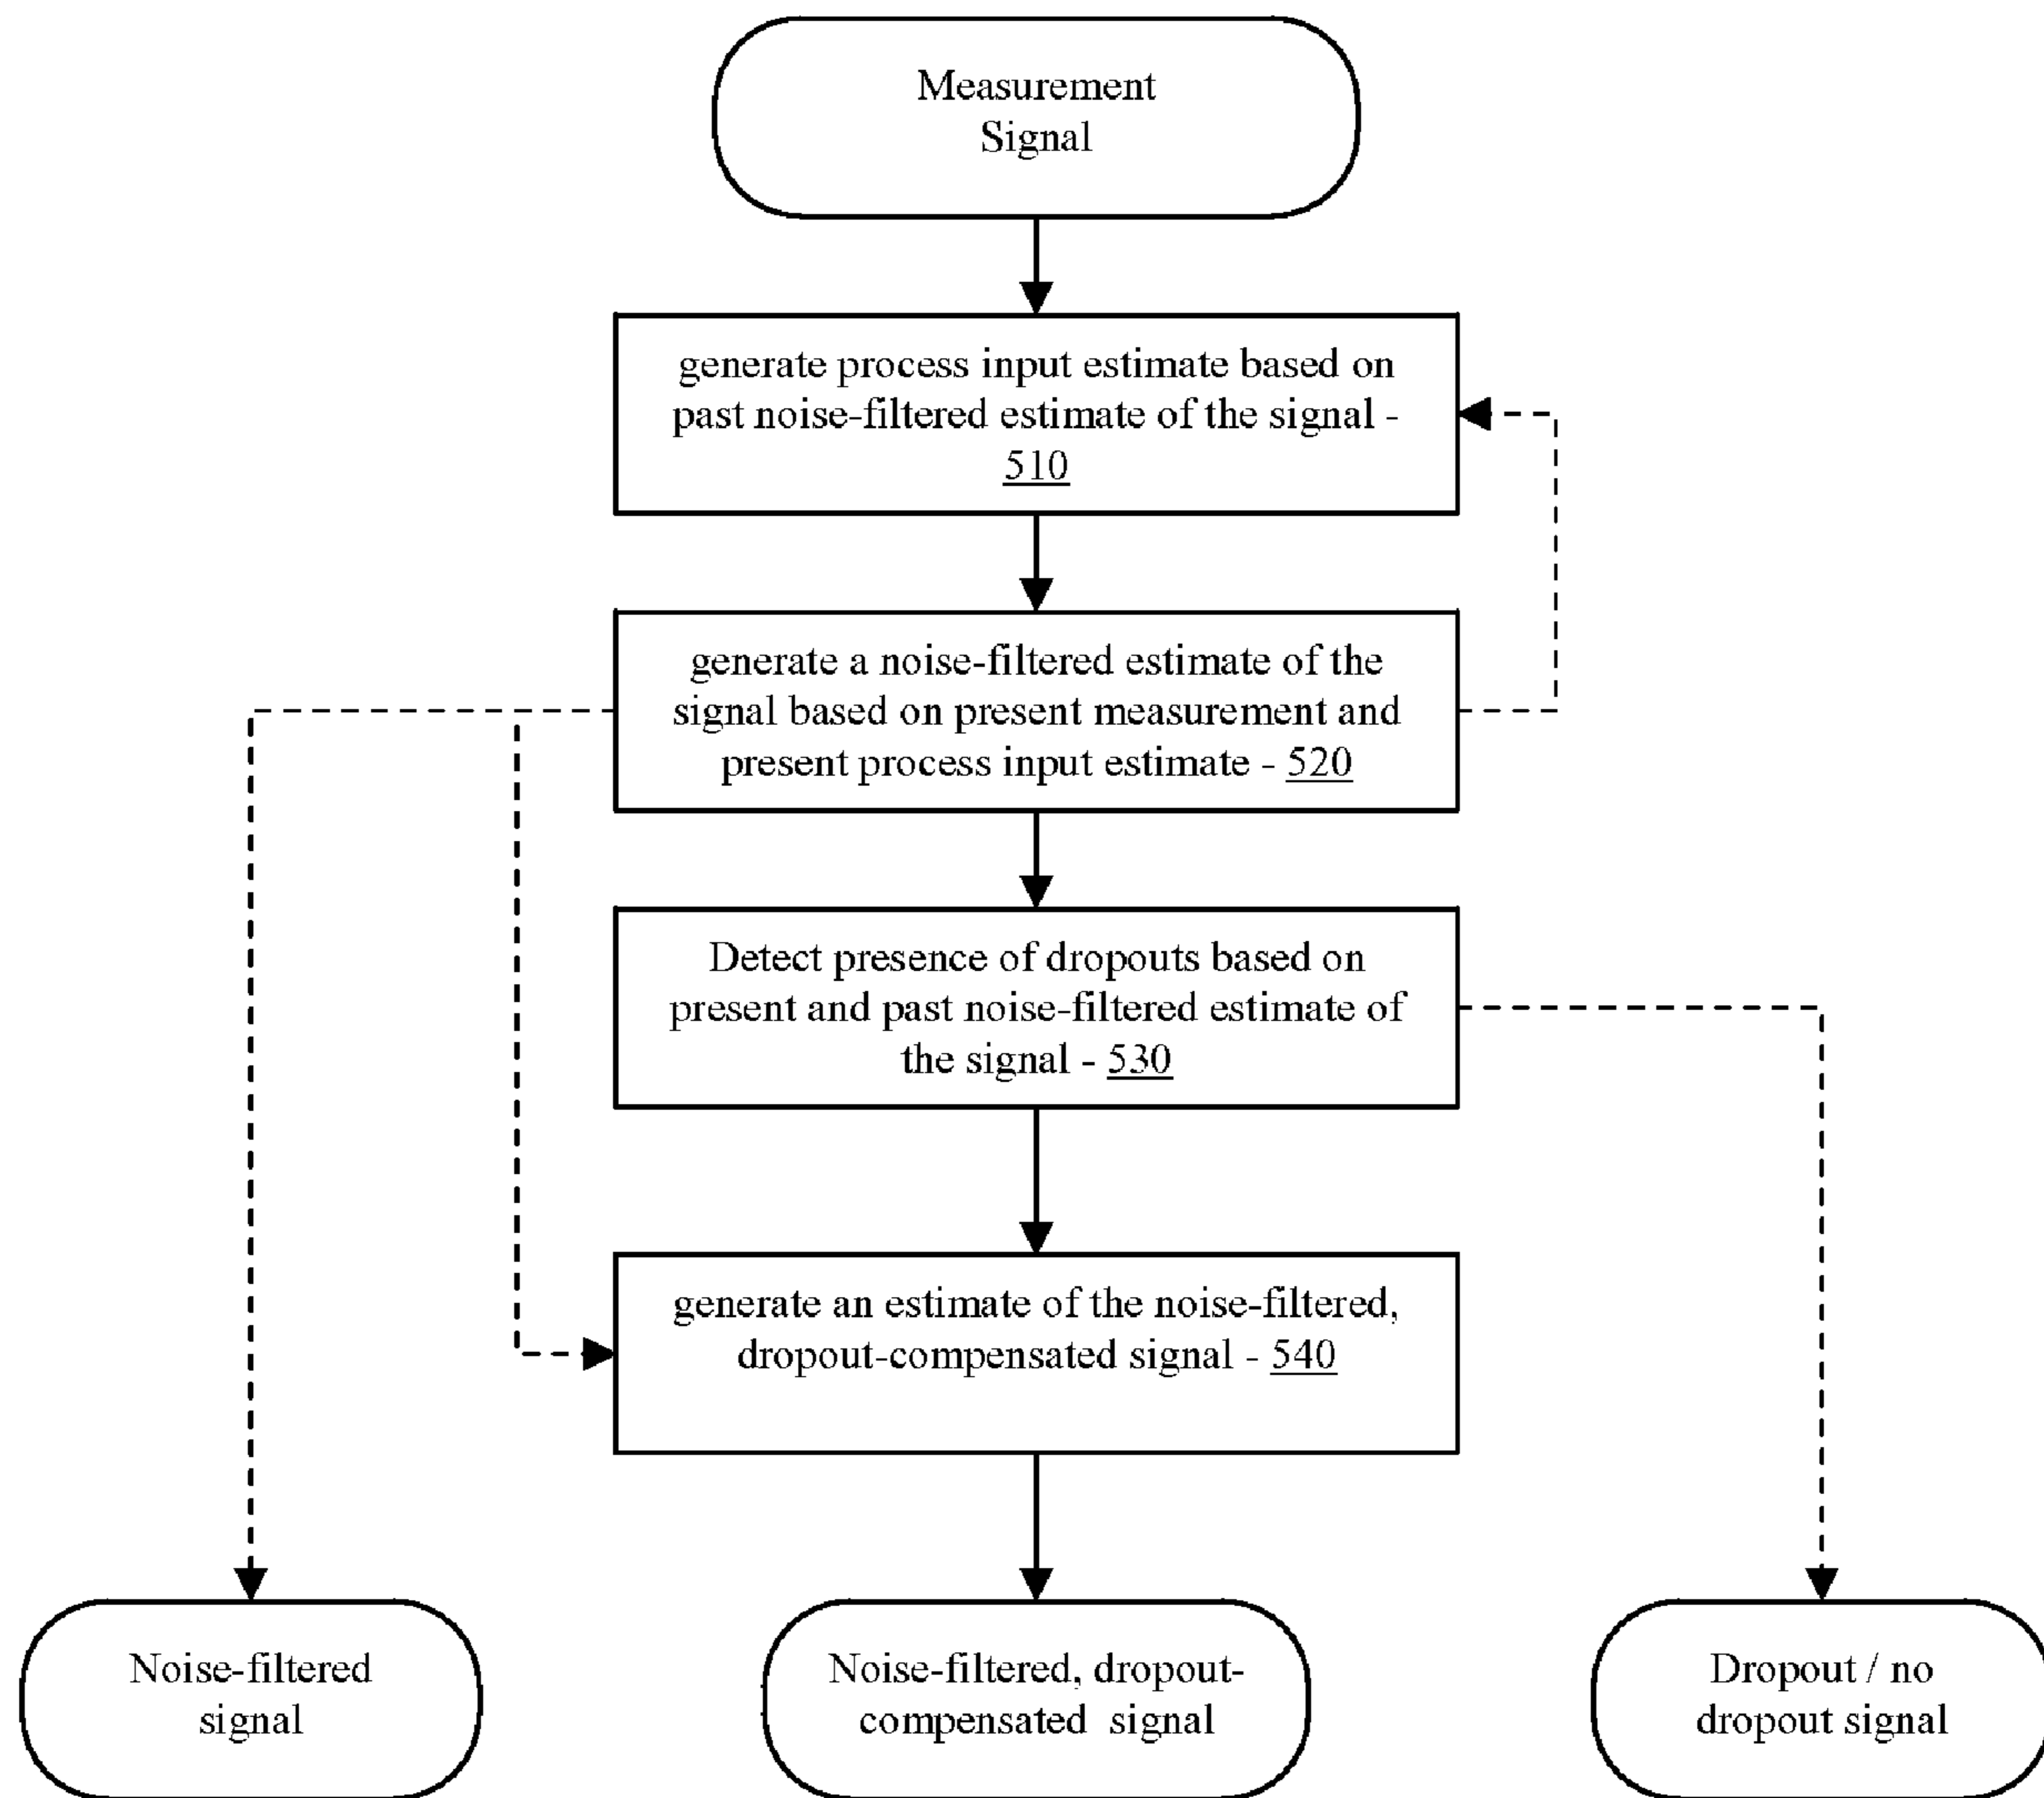 Measurement
Signal
generate process input estimate based on
past noise-filtered estimate of the signal -
510
generate a noise-filtered estimate of the
signal based on present measurement and
present process input estimate - 520
Detect presence of dropouts based on
present and past noise-filtered estimate of
the signal - 530
generate an estimate of the noise-filtered,
dropout-compensated signal - 540
Noise-filtered
signal
Noise-filtered, dropout-
compensated signal
Dropout / no
dropout signal